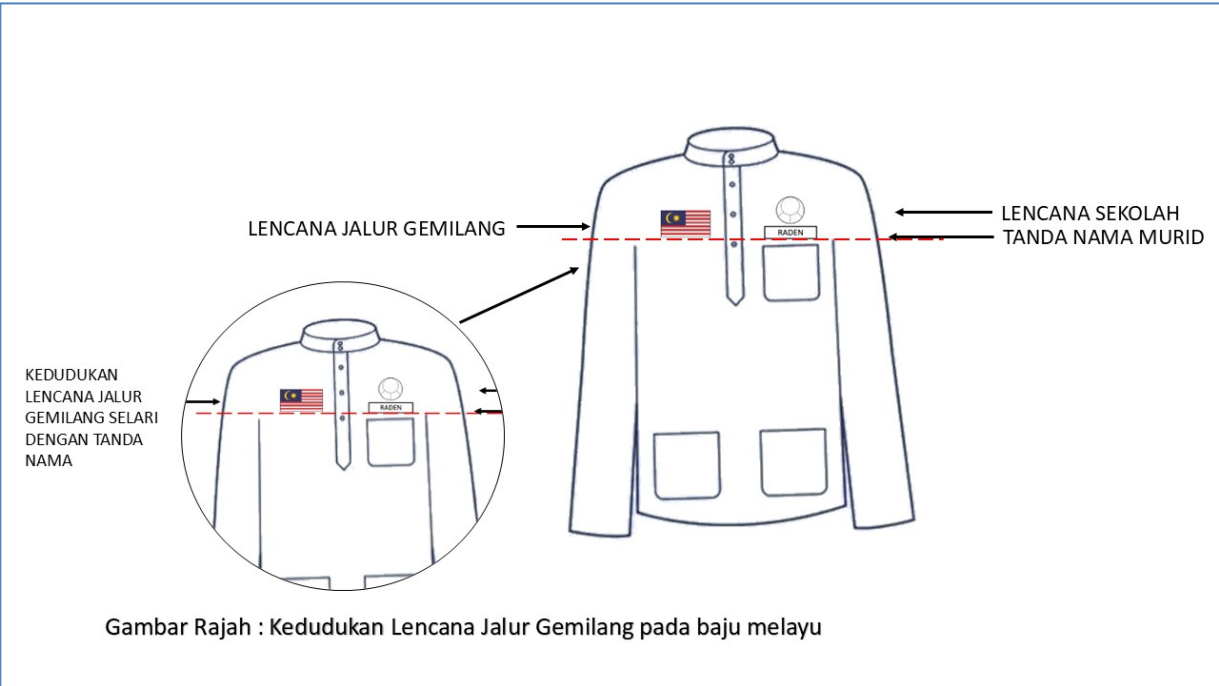 LENCANA JALUR GEMILANG
LENCANA SEKOLAH
TANDA NAMA MURID
RADEN
KEDUDUKAN
LENCANA JALUR
GEMILANG SELARI
DENGAN TANDA
NAMA
RADEN
Gambar Rajah : Kedudukan Lencana Jalur Gemilang pada baju melayu